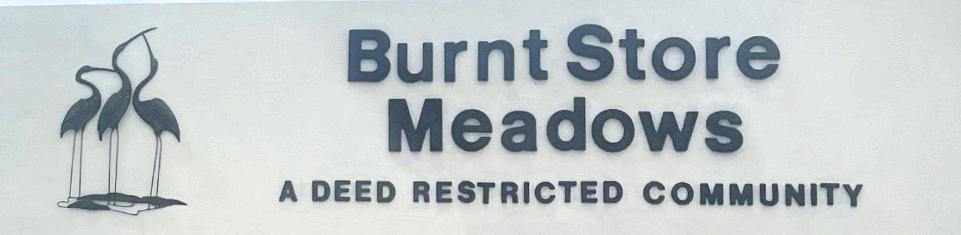 Burnt Store
Meadows
A DEED RESTRICTED COMMUNITY